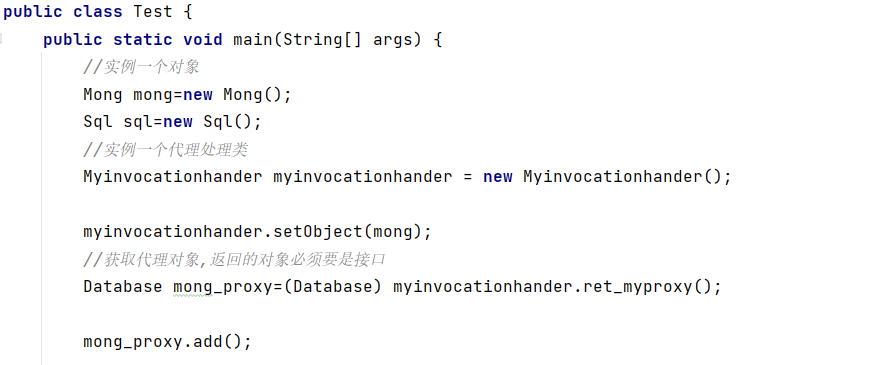 public class Test {
public static void main(String[] args) {
//实例一个对象
Mong mong=new Mong();
Sql sql=new Sql();
//实例一个代理处理类
Myinvocationhander myinvocationhander = new Myinvocationhander();
myinvocationhander.setObject(mong);
//获取代理对象,返回的对象必须要是接口
Database mong_proxy=(Database) myinvocationhander.ret_myproxy();
mong_proxy.add();